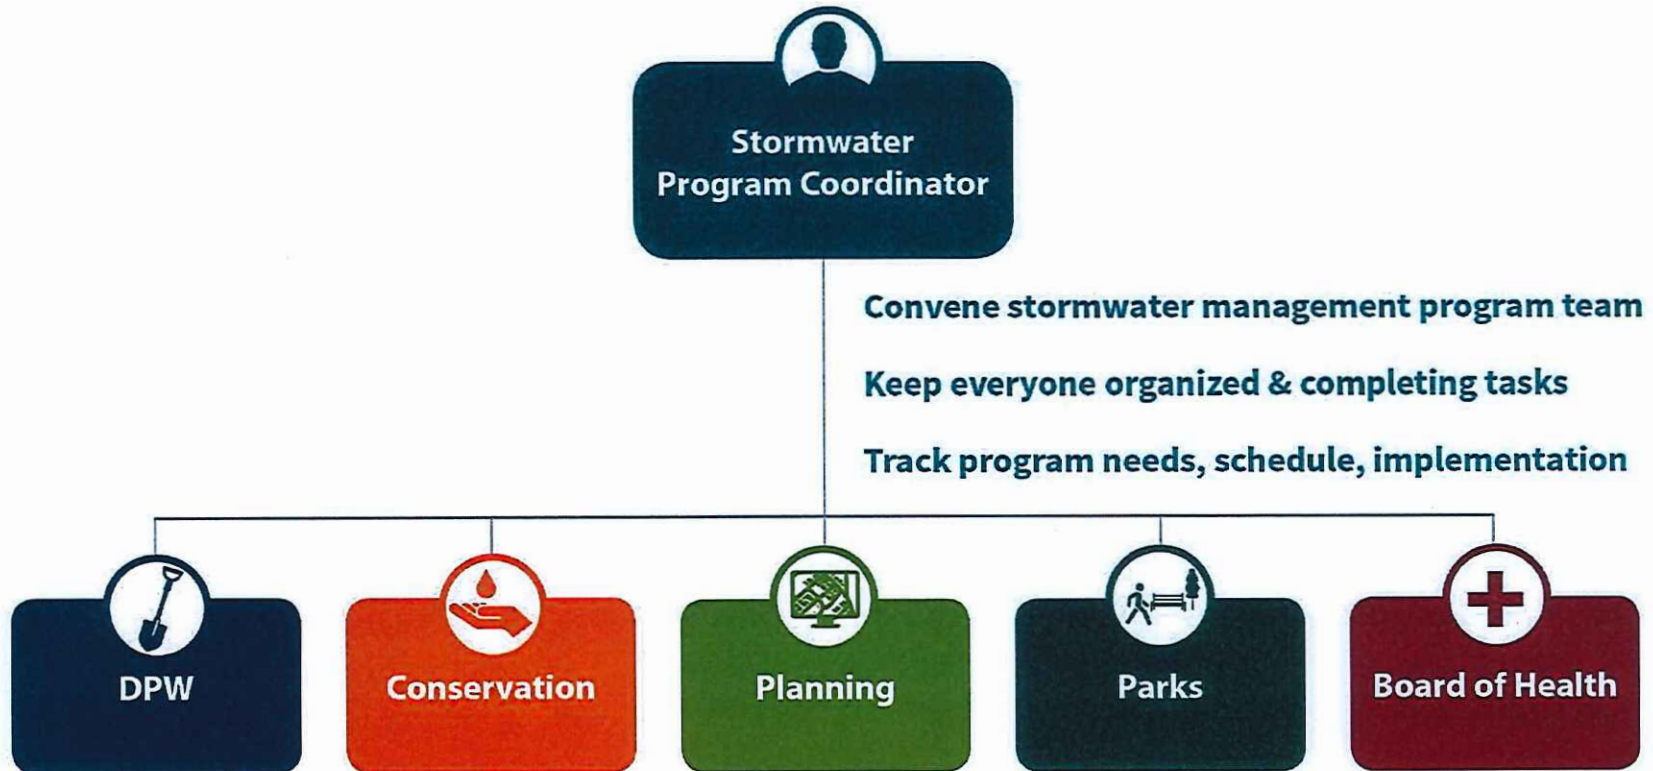 Stormwater
Program Coordinator
Convene stormwater management program team
Keep everyone organized & completing tasks
Track program needs, schedule, implementation
DPW
Conservation
Planning
Parks
Board of Health